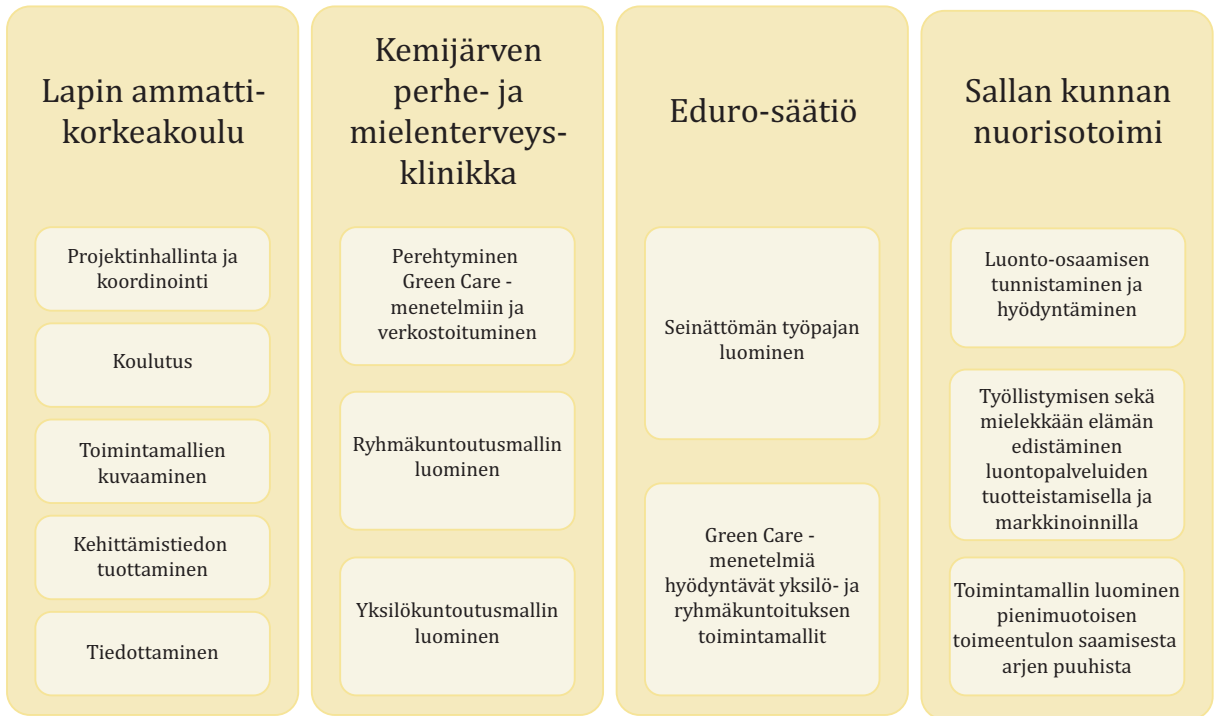 Lapin ammatti-
korkeakoulu
Projektinhallinta ja
koordinointi
Koulutus
Toimintamallien
kuvaaminen
Kehittämistiedon
tuottaminen
Tiedottaminen
Kemijärven
perhe- ja
mielenterveys-
klinikka
Perehtyminen
Green Care -
menetelmiin ja
verkostoituminen
Ryhmäkuntoutusmallin
luominen
Yksilökuntoutusmallin
luominen
Eduro-säätiö
Seinättömän työpajan
luominen
Green Care -
menetelmiä
hyödyntävät yksilö- ja
ryhmäkuntoituksen
toimintamallit
Sallan kunnan
nuorisotoimi
Luonto-osaamisen
tunnistaminen ja
hyödyntäminen
Työllistymisen sekä
mielekkään elämän
edistäminen
luontopalveluiden
tuotteistamisella ja
markkinoinnilla
Toimintamallin luominen
pienimuotoisen
toimeentulon saamisesta
arjen puuhista